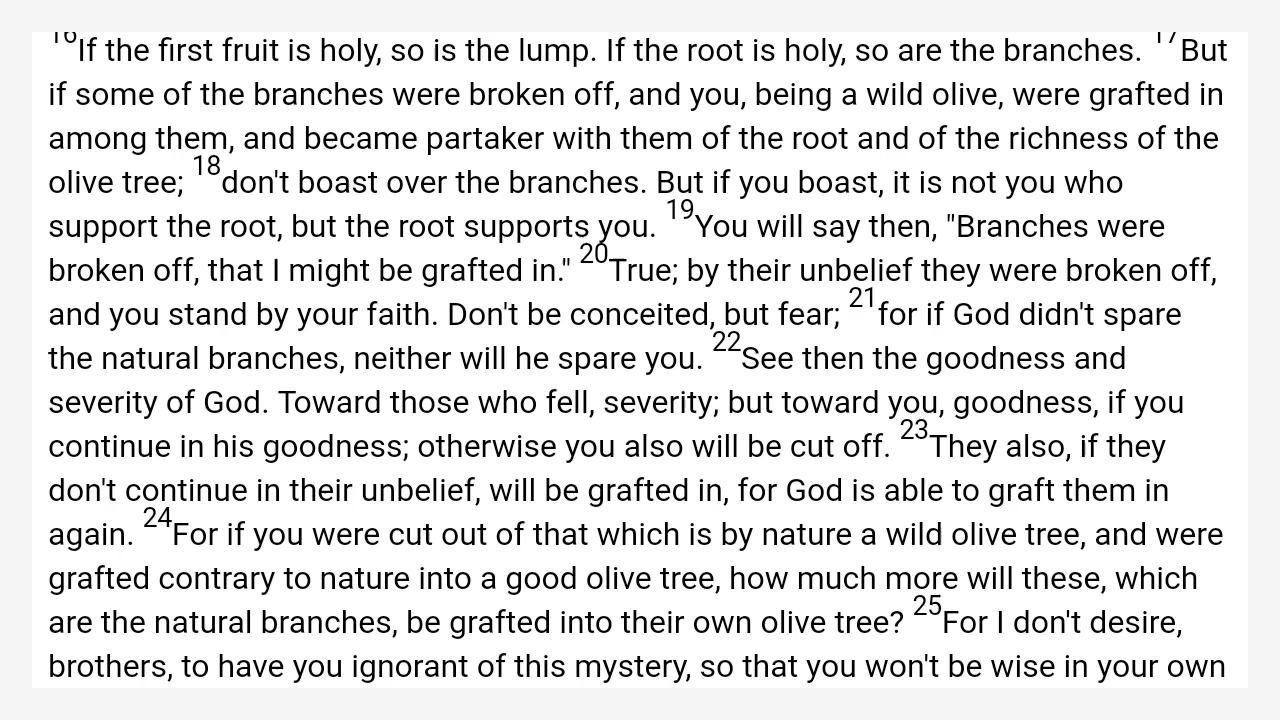 16If the first fruit is holy, so is the lump. If the root is holy, so are the branches. 17But
if some of the branches were broken off, and you, being a wild olive, were grafted in
among them, and became partaker with them of the root and of the richness of the
olive tree; 18don't boast over the branches. But if you boast, it is not you who
support the root, but the root supports you. 19You will say then, "Branches were
broken off, that I might be grafted in." 20True; by their unbelief they were broken off,
and you stand by your faith. Don't be conceited, but fear; 21for if God didn't spare
the natural branches, neither will he spare you. 22See then the goodness and
severity of God. Toward those who fell, severity; but toward you, goodness, if you
continue in his goodness; otherwise you also will be cut off. 23They also, if they
don't continue in their unbelief, will be grafted in, for God is able to graft them in
again. 24For if you were cut out of that which is by nature a wild olive tree, and were
grafted contrary to nature into a good olive tree, how much more will these, which
are the natural branches, be grafted into their own olive tree? 25For I don't desire,
brothers, to have you ignorant of this mystery, so that you won't be wise in your own